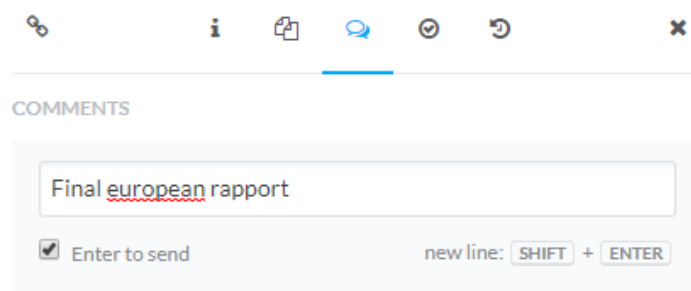 COMMENTS
Final european rapport
Enter to send
new line: SHIFT + ENTER